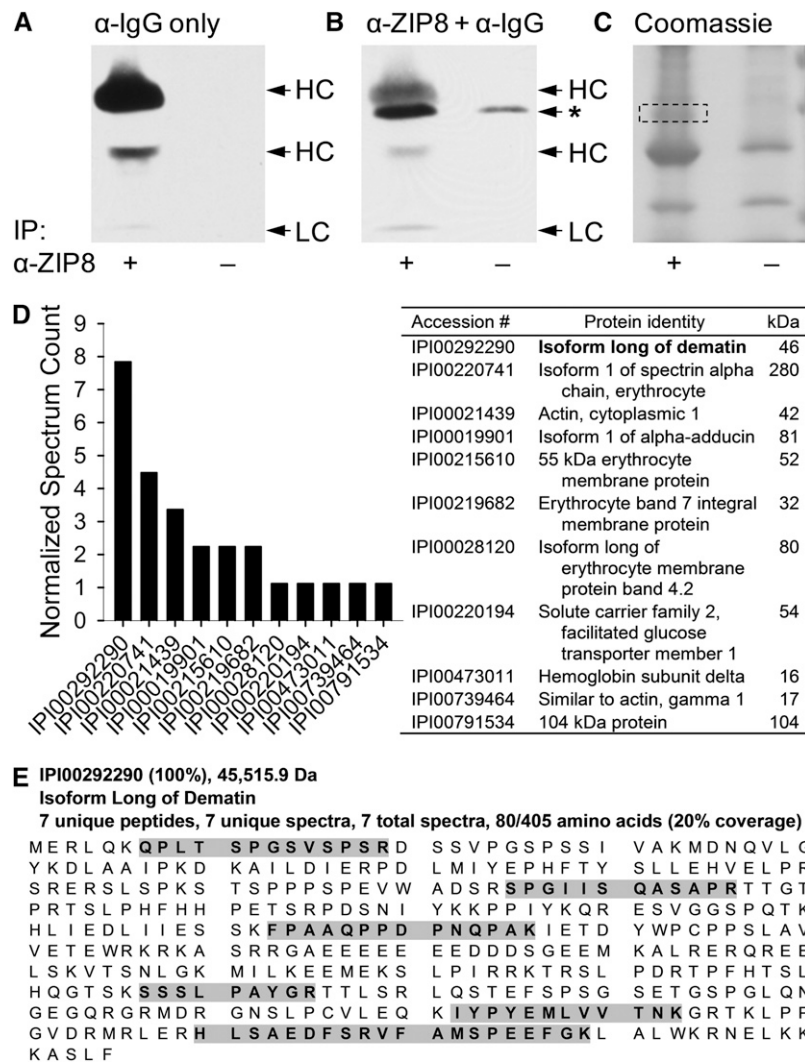 A
α-IgG only
HC
HC
LC
B
α-ZIP8 + α-IgG
HC
*
HC
LC
C
Coomassie
IP:
α-ZIP8
+
–
+
–
+
–
D
Normalized Spectrum Count
9
8
7
6
5
4
3
2
1
0
IPI00292290
IPI00220741
IPI00021439
IPI00019901
IPI00215610
IPI00219682
IPI00028120
IPI00220194
IPI00473011
IPI00739464
IPI00791534
Accession # Protein identity kDa
IPI00292290 Isoform long of dematin 46
IPI00220741 Isoform 1 of spectrin alpha 280
chain, erythrocyte
IPI00021439 Actin, cytoplasmic 1 42
IPI00019901 Isoform 1 of alpha-adducin 81
IPI00215610 55 kDa erythrocyte 52
membrane protein
IPI00219682 Erythrocyte band 7 integral 32
membrane protein
IPI00028120 Isoform long of 80
erythrocyte membrane
protein band 4.2
IPI00220194 Solute carrier family 2, 54
facilitated glucose
transporter member 1
IPI00473011 Hemoglobin subunit delta 16
IPI00739464 Similar to actin, gamma 1 17
IPI00791534 104 kDa protein 104
E
IPI00292290 (100%), 45,515.9 Da
Isoform Long of Dematin
7 unique peptides, 7 unique spectra, 7 total spectra, 80/405 amino acids (20% coverage)
MERLQKQPLT SPGSVSPSRD SSVPGSPSSI VAKMDNQVLG
YKDLAAIPKD KAILDIERPD LMIYEPHFTY SLLEHVELPR
SRERSLSPKS TSPPPSPEVW ADSRSPGIIS QASAPRTTGT
PRTSLPHFHH PETSRPDSNI YKKPPIYKQR ESVGGSPQTK
HLIEDLIIES SKFPAAQPPD PNQPAKIETD YWPCPPSLAV
VETEWRKRKA SRRGAEEEEE EEDDDSGEEM KALRERQREE
LSKVTSNLGK MILKEEMEKS LPIRRKTRSL PDRTPFHTSL
HQGTSKSSSL PAYGRTTLSR LQSTEFSPSG SETGSPGLQN
GEGQRGRMDR GNSLPCVLEQ KIYPYEMLVV TNKGRTKLPP
GVDRMRLERH LSAEDFSRVF AMSPEEFGKL ALWKRNELKK
KASLF